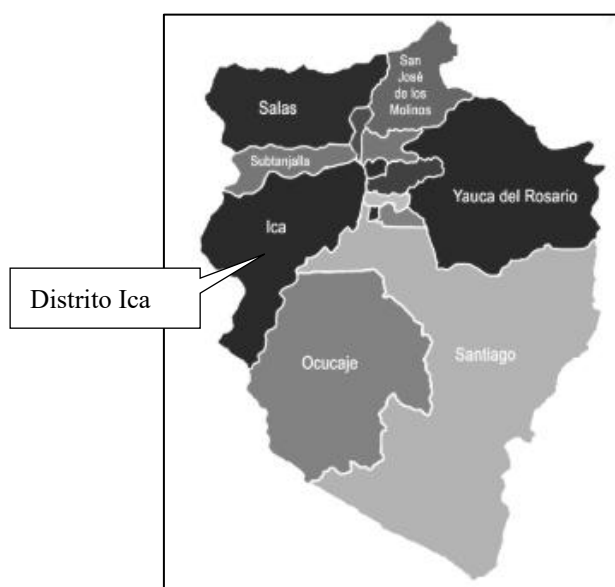 San
José
de los
Molinos
Salas
Subtanjalla
Yauca del Rosario
Ica
Distrito Ica
Ocucaje
Santiago